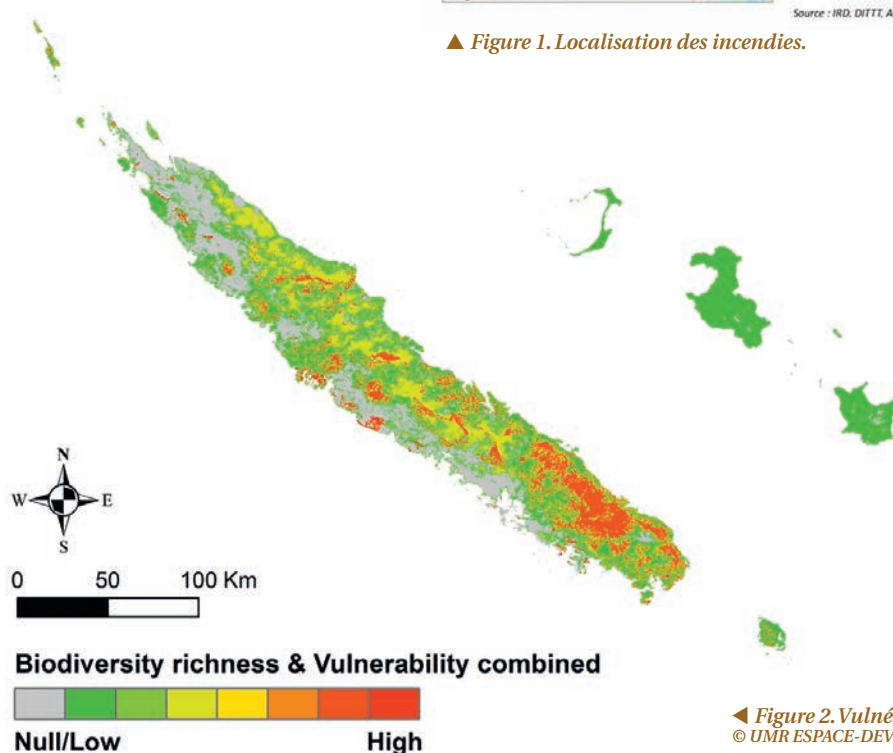 Source : IRD, DITTT, A
▲ Figure 1. Localisation des incendies.
N
W E
S
0 50 100 Km
Biodiversity richness & Vulnerability combined
Null/Low High
◄ Figure 2. Vulné
© UMR ESPACE-DEV